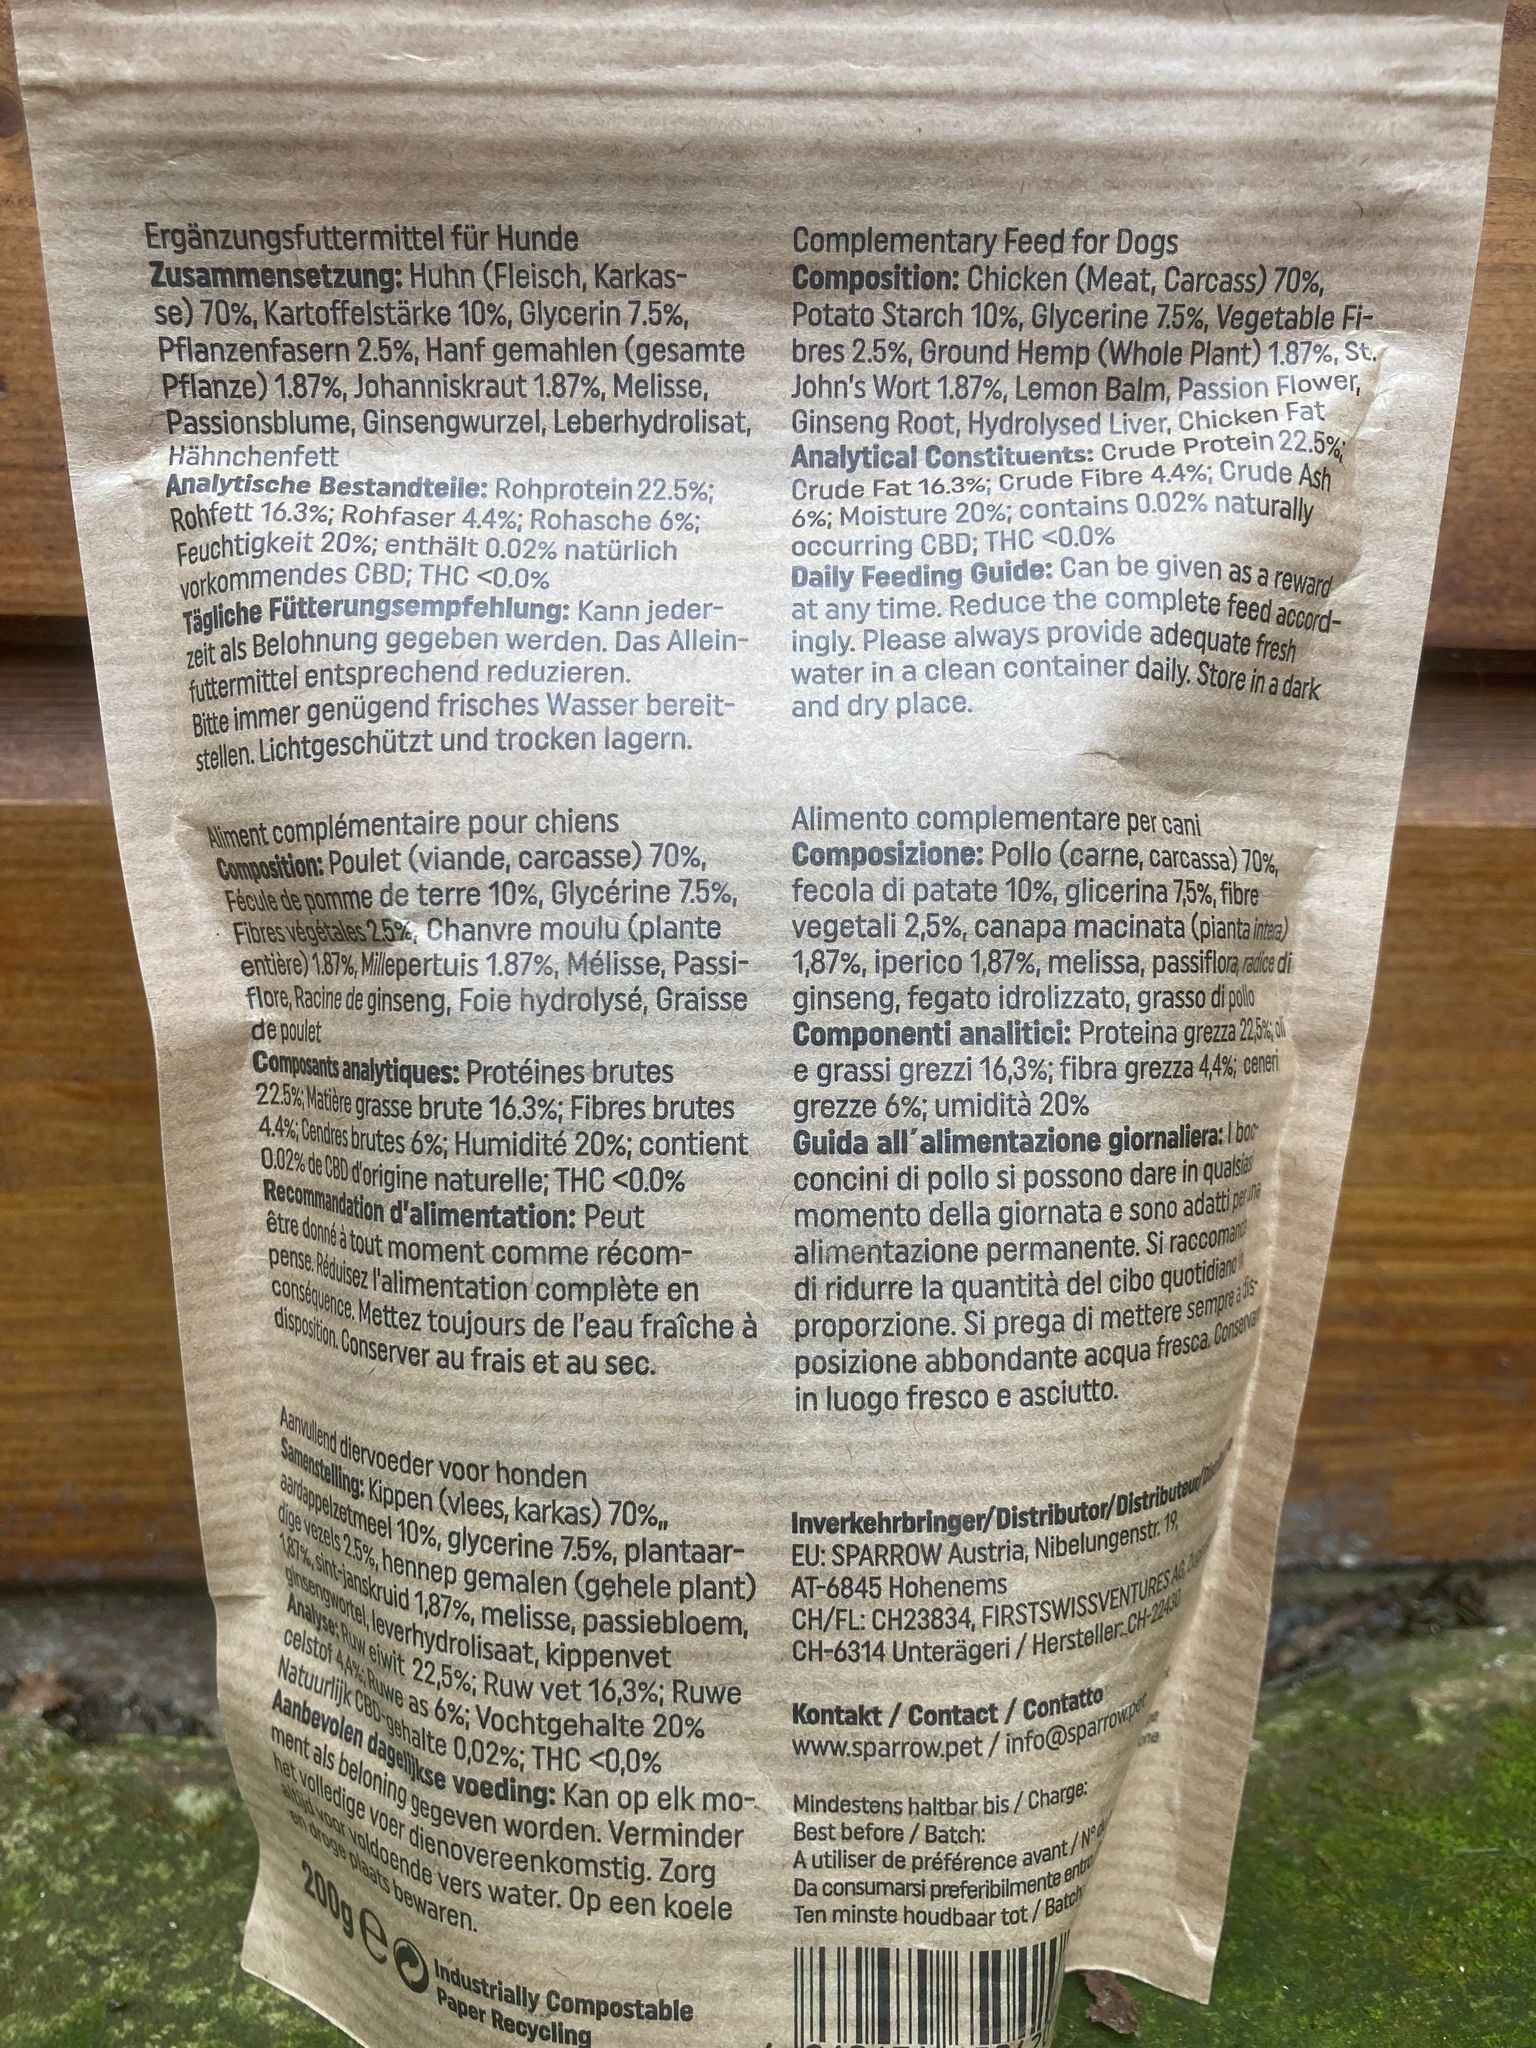 Ergänzungsfuttermittel für Hunde
Zusammensetzung: Huhn (Fleisch, Karkas-
se) 70%, Kartoffelstärke 10%, Glycerin 7.5%,
Pflanzenfasern 2.5%, Hanf gemahlen (gesamte
Pflanze) 1.87%, Johanniskraut 1.87%, Melisse,
Passionsblume, Ginsengwurzel, Leberhydrolisat,
Hähnchenfett
Analytische Bestandteile: Rohprotein 22.5%;
Rohfett 16.3%; Rohfaser 4.4%; Rohasche 6%;
Feuchtigkeit 20%; enthält 0.02% natürlich
vorkommendes CBD; THC <0.0%
Tägliche Fütterungsempfehlung: Kann jeder-
zeit als Belohnung gegeben werden. Das Allein-
futtermittel entsprechend reduzieren.
Bitte immer genügend frisches Wasser bereit-
stellen. Lichtgeschützt und trocken lagern.
Complementary Feed for Dogs
Composition: Chicken (Meat, Carcass) 70%,
Potato Starch 10%, Glycerine 7.5%, Vegetable Fi-
bres 2.5%, Ground Hemp (Whole Plant) 1.87%, St.
John's Wort 1.87%, Lemon Balm, Passion Flower,
Ginseng Root, Hydrolysed Liver, Chicken Fat
Analytical Constituents: Crude Protein 22.5%;
Crude Fat 16.3%; Crude Fibre 4.4%; Crude Ash
6%; Moisture 20%; contains 0.02% naturally
occurring CBD; THC <0.0%
Daily Feeding Guide: Can be given as a reward
at any time. Reduce the complete feed accord-
ingly. Please always provide adequate fresh
water in a clean container daily. Store in a dark
and dry place.
Aliment complémentaire pour chiens
Composition: Poulet (viande, carcasse) 70%,
Fécule de pomme de terre 10%, Glycérine 7.5%,
Fibres végétales 2.5%, Chanvre moulu (plante
entière) 1.87%, Millepertuis 1.87%, Mélisse, Passi-
flore, Racine de ginseng, Foie hydrolysé, Graisse
de poulet
Composants analytiques: Protéines brutes
22.5%; Matière grasse brute 16.3%; Fibres brutes
4.4%; Cendres brutes 6%; Humidité 20%; contient
0.02% de CBD d'origine naturelle; THC <0.0%
Recommandation d'alimentation: Peut
être donné à tout moment comme récom-
pense. Réduisez l'alimentation complète en
conséquence. Mettez toujours de l'eau fraîche à
disposition. Conserver au frais et au sec.
Alimento complementare per cani
Composizione: Pollo (carne, carcassa) 70%,
fecola di patate 10%, glicerina 7,5%, fibre
vegetali 2,5%, canapa macinata (pianta intera)
1,87%, iperico 1,87%, melissa, passiflora, radice di
ginseng, fegato idrolizzato, grasso di pollo
Componenti analitici: Proteina grezza 22,5%; oli
e grassi grezzi 16,3%; fibra grezza 4,4%; ceneri
grezze 6%; umidità 20%
Guida all´alimentazione giornaliera: I boc-
concini di pollo si possono dare in qualsiasi
momento della giornata e sono adatti per una
alimentazione permanente. Si raccomanda
di ridurre la quantità del cibo quotidiano in
proporzione. Si prega di mettere sempre a dis-
posizione abbondante acqua fresca.
in luogo fresco e asciutto.
Aanvullend diervoeder voor honden
Samenstelling: Kippen (vlees, karkas) 70%,,
aardappelzetmeel 10%, glycerine 7.5%, plantaar-
dige vezels 2.5%, hennep gemalen (gehele plant)
1.87%, sint-janskruid 1,87%, melisse, passiebloem,
ginsengwortel, leverhydrolisaat, kippenvet
Analyse: Ruw eiwit 22,5%; Ruw vet 16,3%; Ruwe
celstof 4,4%; Ruwe as 6%; Vochtgehalte 20%
Natuurlijk CBD-gehalte 0,02%; THC <0,0%
Aanbevolen dagelijkse voeding: Kan op elk mo-
ment als beloning gegeven worden. Verminder
het volledige voer dienovereenkomstig. Zorg
altijd voor voldoende vers water. Op een koele
en droge plaats bewaren.
200g e
Industrially Compostable
Paper Recycling
Inverkehrbringer/Distributor/Distributeur/
EU: SPARROW Austria, Nibelungenstr. 19,
AT-6845 Hohenems
CH/FL: CH23834, FIRSTSWISSVENTURES AG,
CH-6314 Unterägeri / Hersteller: CH-22430
Kontakt / Contact / Contatto
www.sparrow.pet / info@sparrow.pet
Mindestens haltbar bis / Charge:
Best before / Batch:
A utiliser de préférence avant / N°
Da consumarsi preferibilmente entro
Ten minste houdbaar tot / Batch